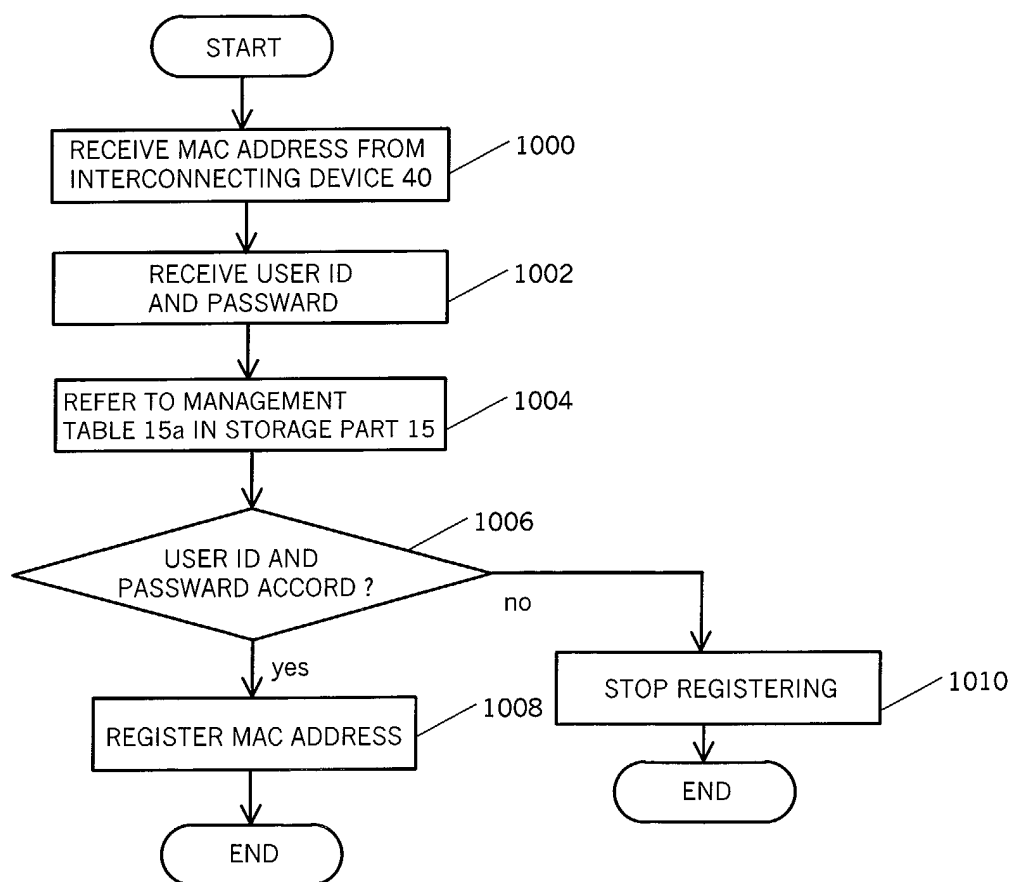 START
RECEIVE MAC ADDRESS FROM
INTERCONNECTING DEVICE 40
1000
RECEIVE USER ID
AND PASSWARD
1002
REFER TO MANAGEMENT
TABLE 15a IN STORAGE PART 15
1004
USER ID AND
PASSWARD ACCORD ?
1006
no
yes
REGISTER MAC ADDRESS
1008
STOP REGISTERING
1010
END
END